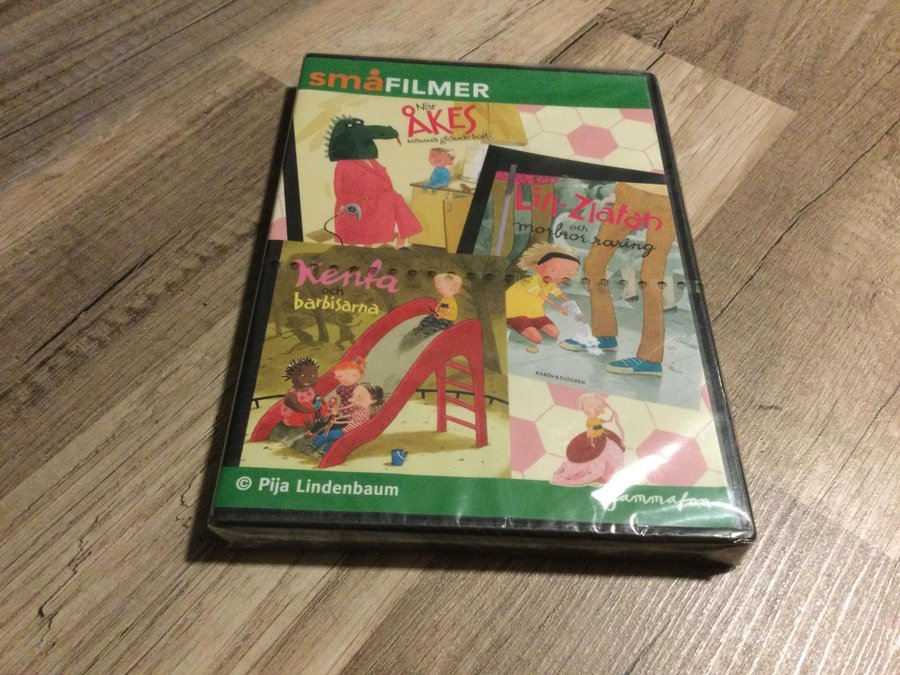 småFILMER
När
ÅKES
mamma glömde bort
Lill-Zlatan
och
morbror raring
Kenta
och
barbisarna
RABÉN & SJÖGREN
© Pija Lindenbaum